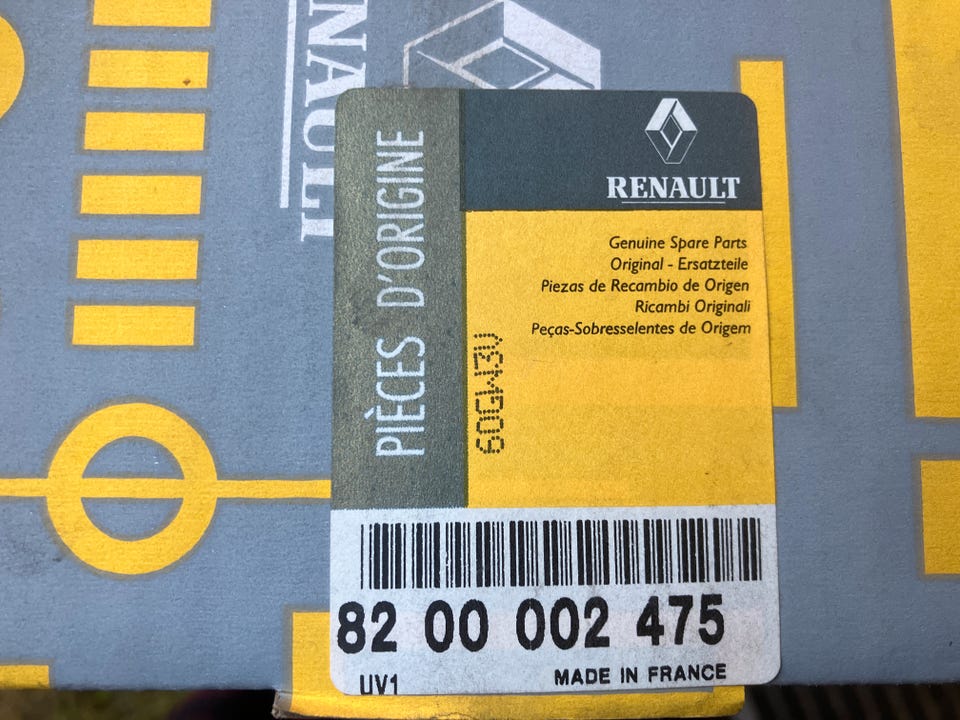 RENAULT
PIÈCES D'ORIGINE
RENAULT
Genuine Spare Parts
Original - Ersatzteile
Piezas de Recambio de Origen
Ricambi Originali
Peças-Sobresselentes de Origem
82 00 002 475
UV1
MADE IN FRANCE